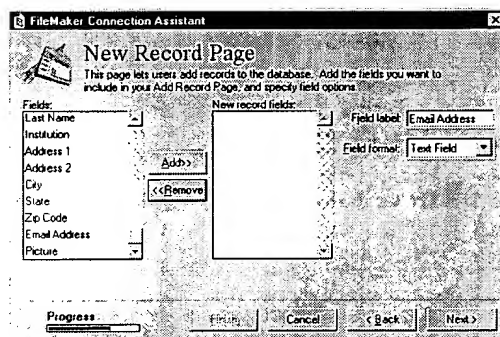 FileMaker Connection Assistant
New Record Page
This page lets users add records to the database. Add the fields you want to
include in your Add Record Page, and specify field options.
Fields:
Last Name
Institution
Address 1
Address 2
City
State
Zip Code
Email Address
Picture
Add>>
<<Remove
New record fields:
Field label: Email Address
Field format: Text Field
Progress
Finish
Cancel
< Back
Next>